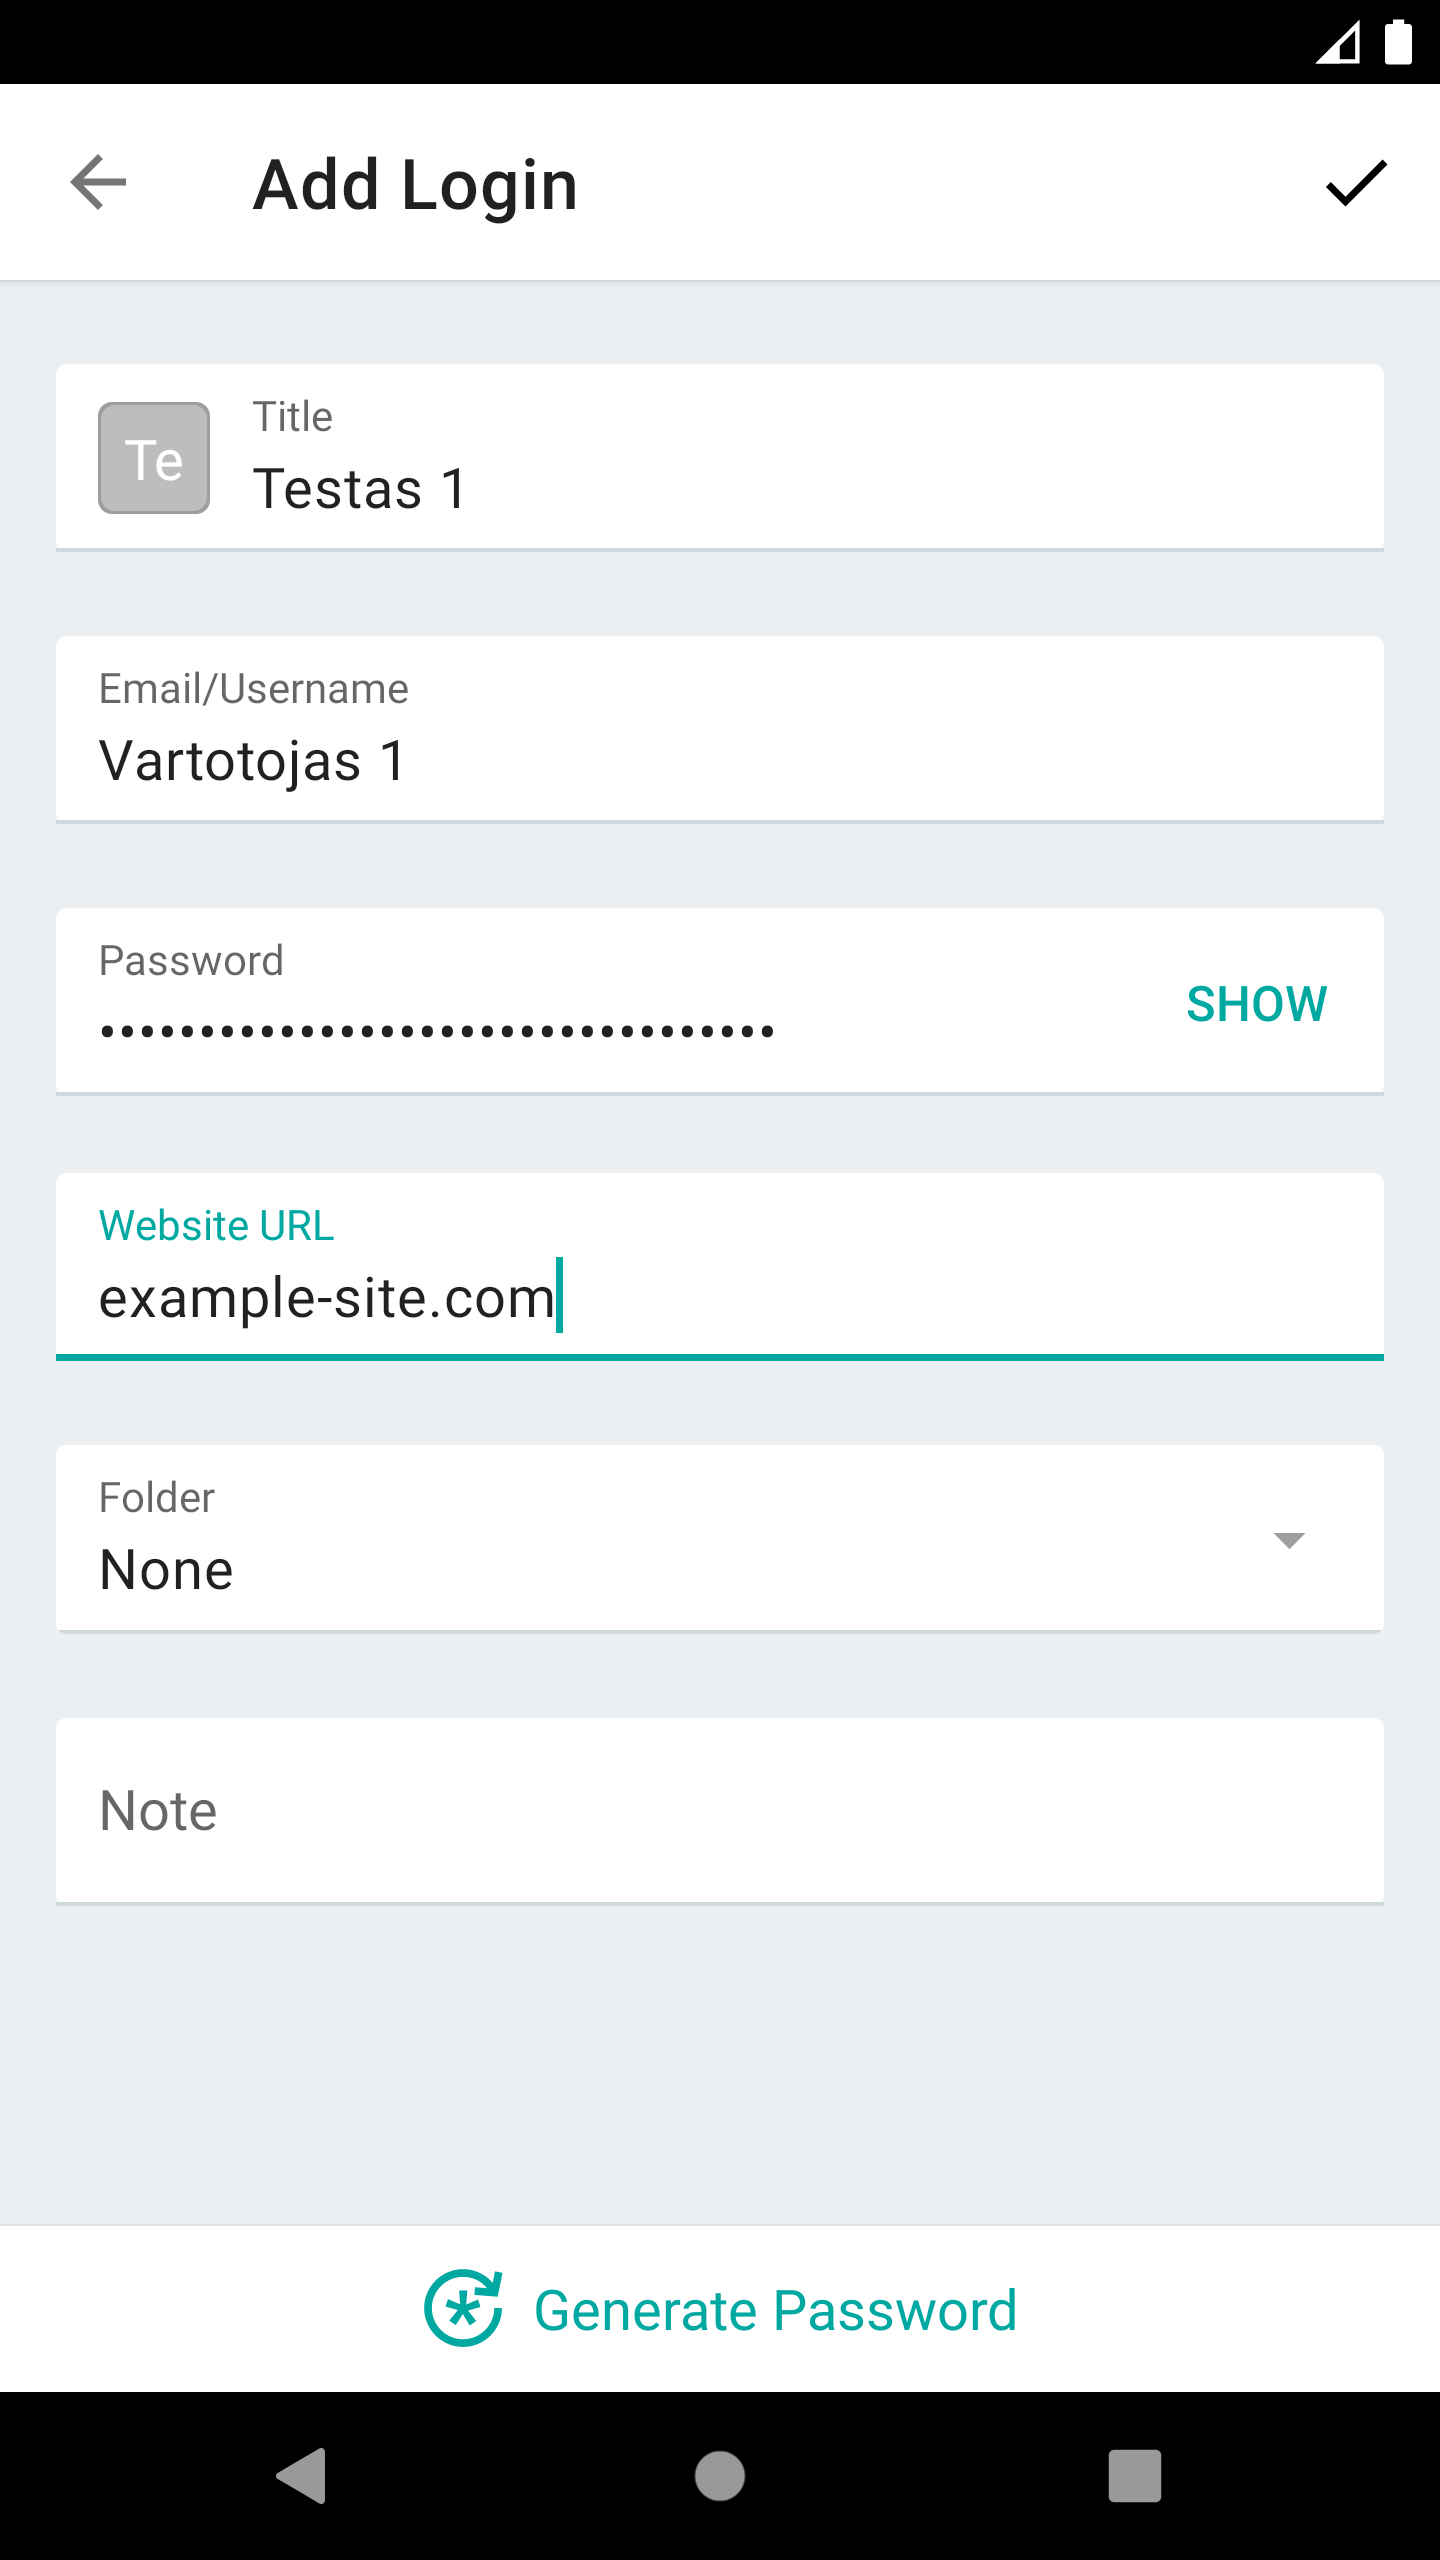 Add Login
Te
Title
Testas 1
Email/Username
Vartotojas 1
Password
••••••••••••••••••••••••••••••••••
SHOW
Website URL
example-site.com
Folder
None
Note
Generate Password